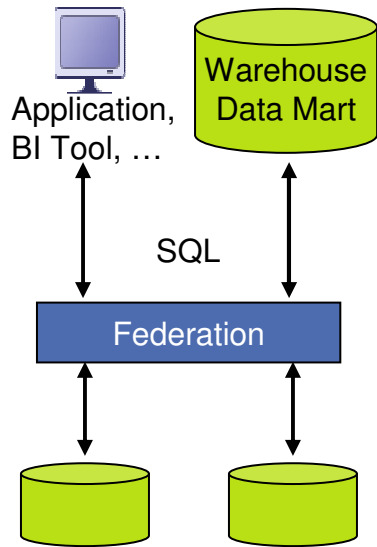 Application,
BI Tool, …
Warehouse
Data Mart
SQL
Federation